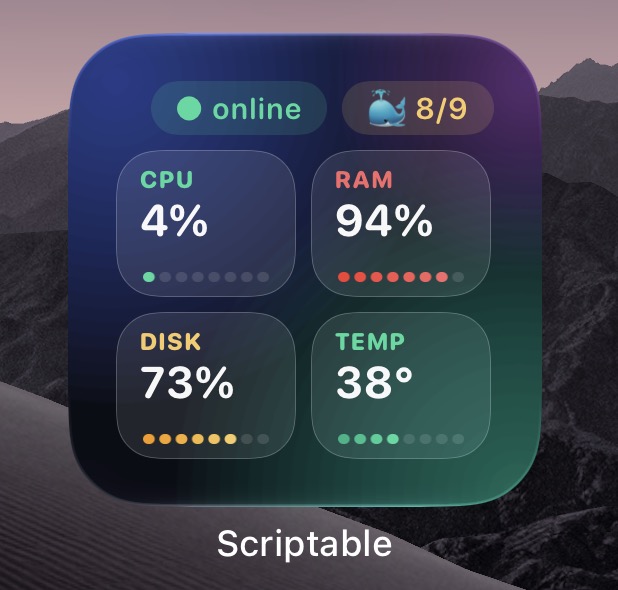 online 8/9
CPU
4%
RAM
94%
DISK
73%
TEMP
38°
Scriptable